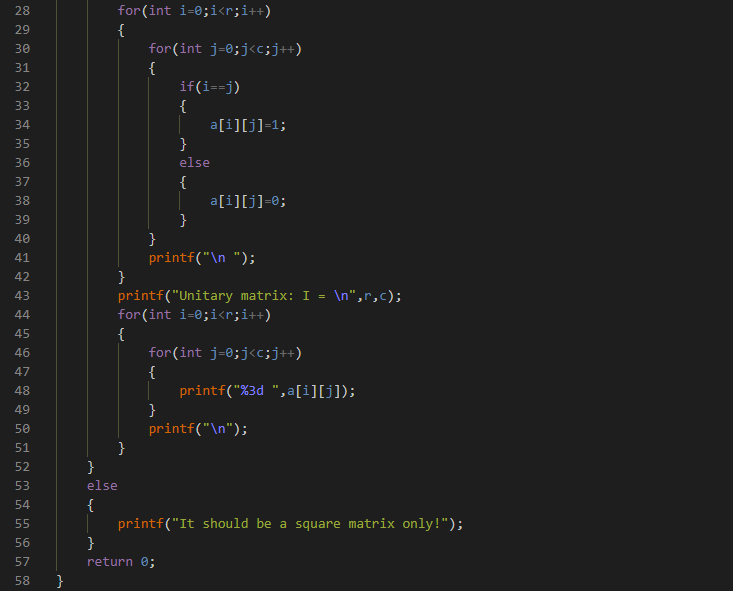 28 for(int i=0;i<r;i++)
29 {
30 for(int j=0;j<c;j++)
31 {
32 if(i==j)
33 {
34 a[i][j]=1;
35 }
36 else
37 {
38 a[i][j]=0;
39 }
40 }
41 printf("\n ");
42 }
43 printf("Unitary matrix: I = \n",r,c);
44 for(int i=0;i<r;i++)
45 {
46 for(int j=0;j<c;j++)
47 {
48 printf("%3d ",a[i][j]);
49 }
50 printf("\n");
51 }
52 }
53 else
54 {
55 printf("It should be a square matrix only!");
56 }
57 return 0;
58 }